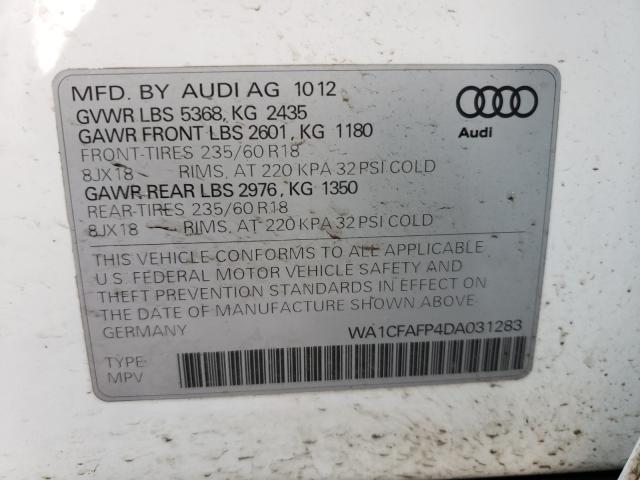 MFD. BY AUDI AG 10 12
GVWR LBS 5368, KG 2435
GAWR FRONT LBS 2601, KG 1180
FRONT-TIRES 235/60 R18
8JX18 RIMS, AT 220 KPA 32 PSI COLD
GAWR REAR LBS 2976, KG 1350
REAR-TIRES 235/60 R18
8JX18 RIMS, AT 220 KPA 32 PSI COLD
Audi
THIS VEHICLE CONFORMS TO ALL APPLICABLE
U.S. FEDERAL MOTOR VEHICLE SAFETY AND
THEFT PREVENTION STANDARDS IN EFFECT ON
THE DATE OF MANUFACTURE SHOWN ABOVE.
GERMANY
WA1CFAFP4DA031283
TYPE:
MPV